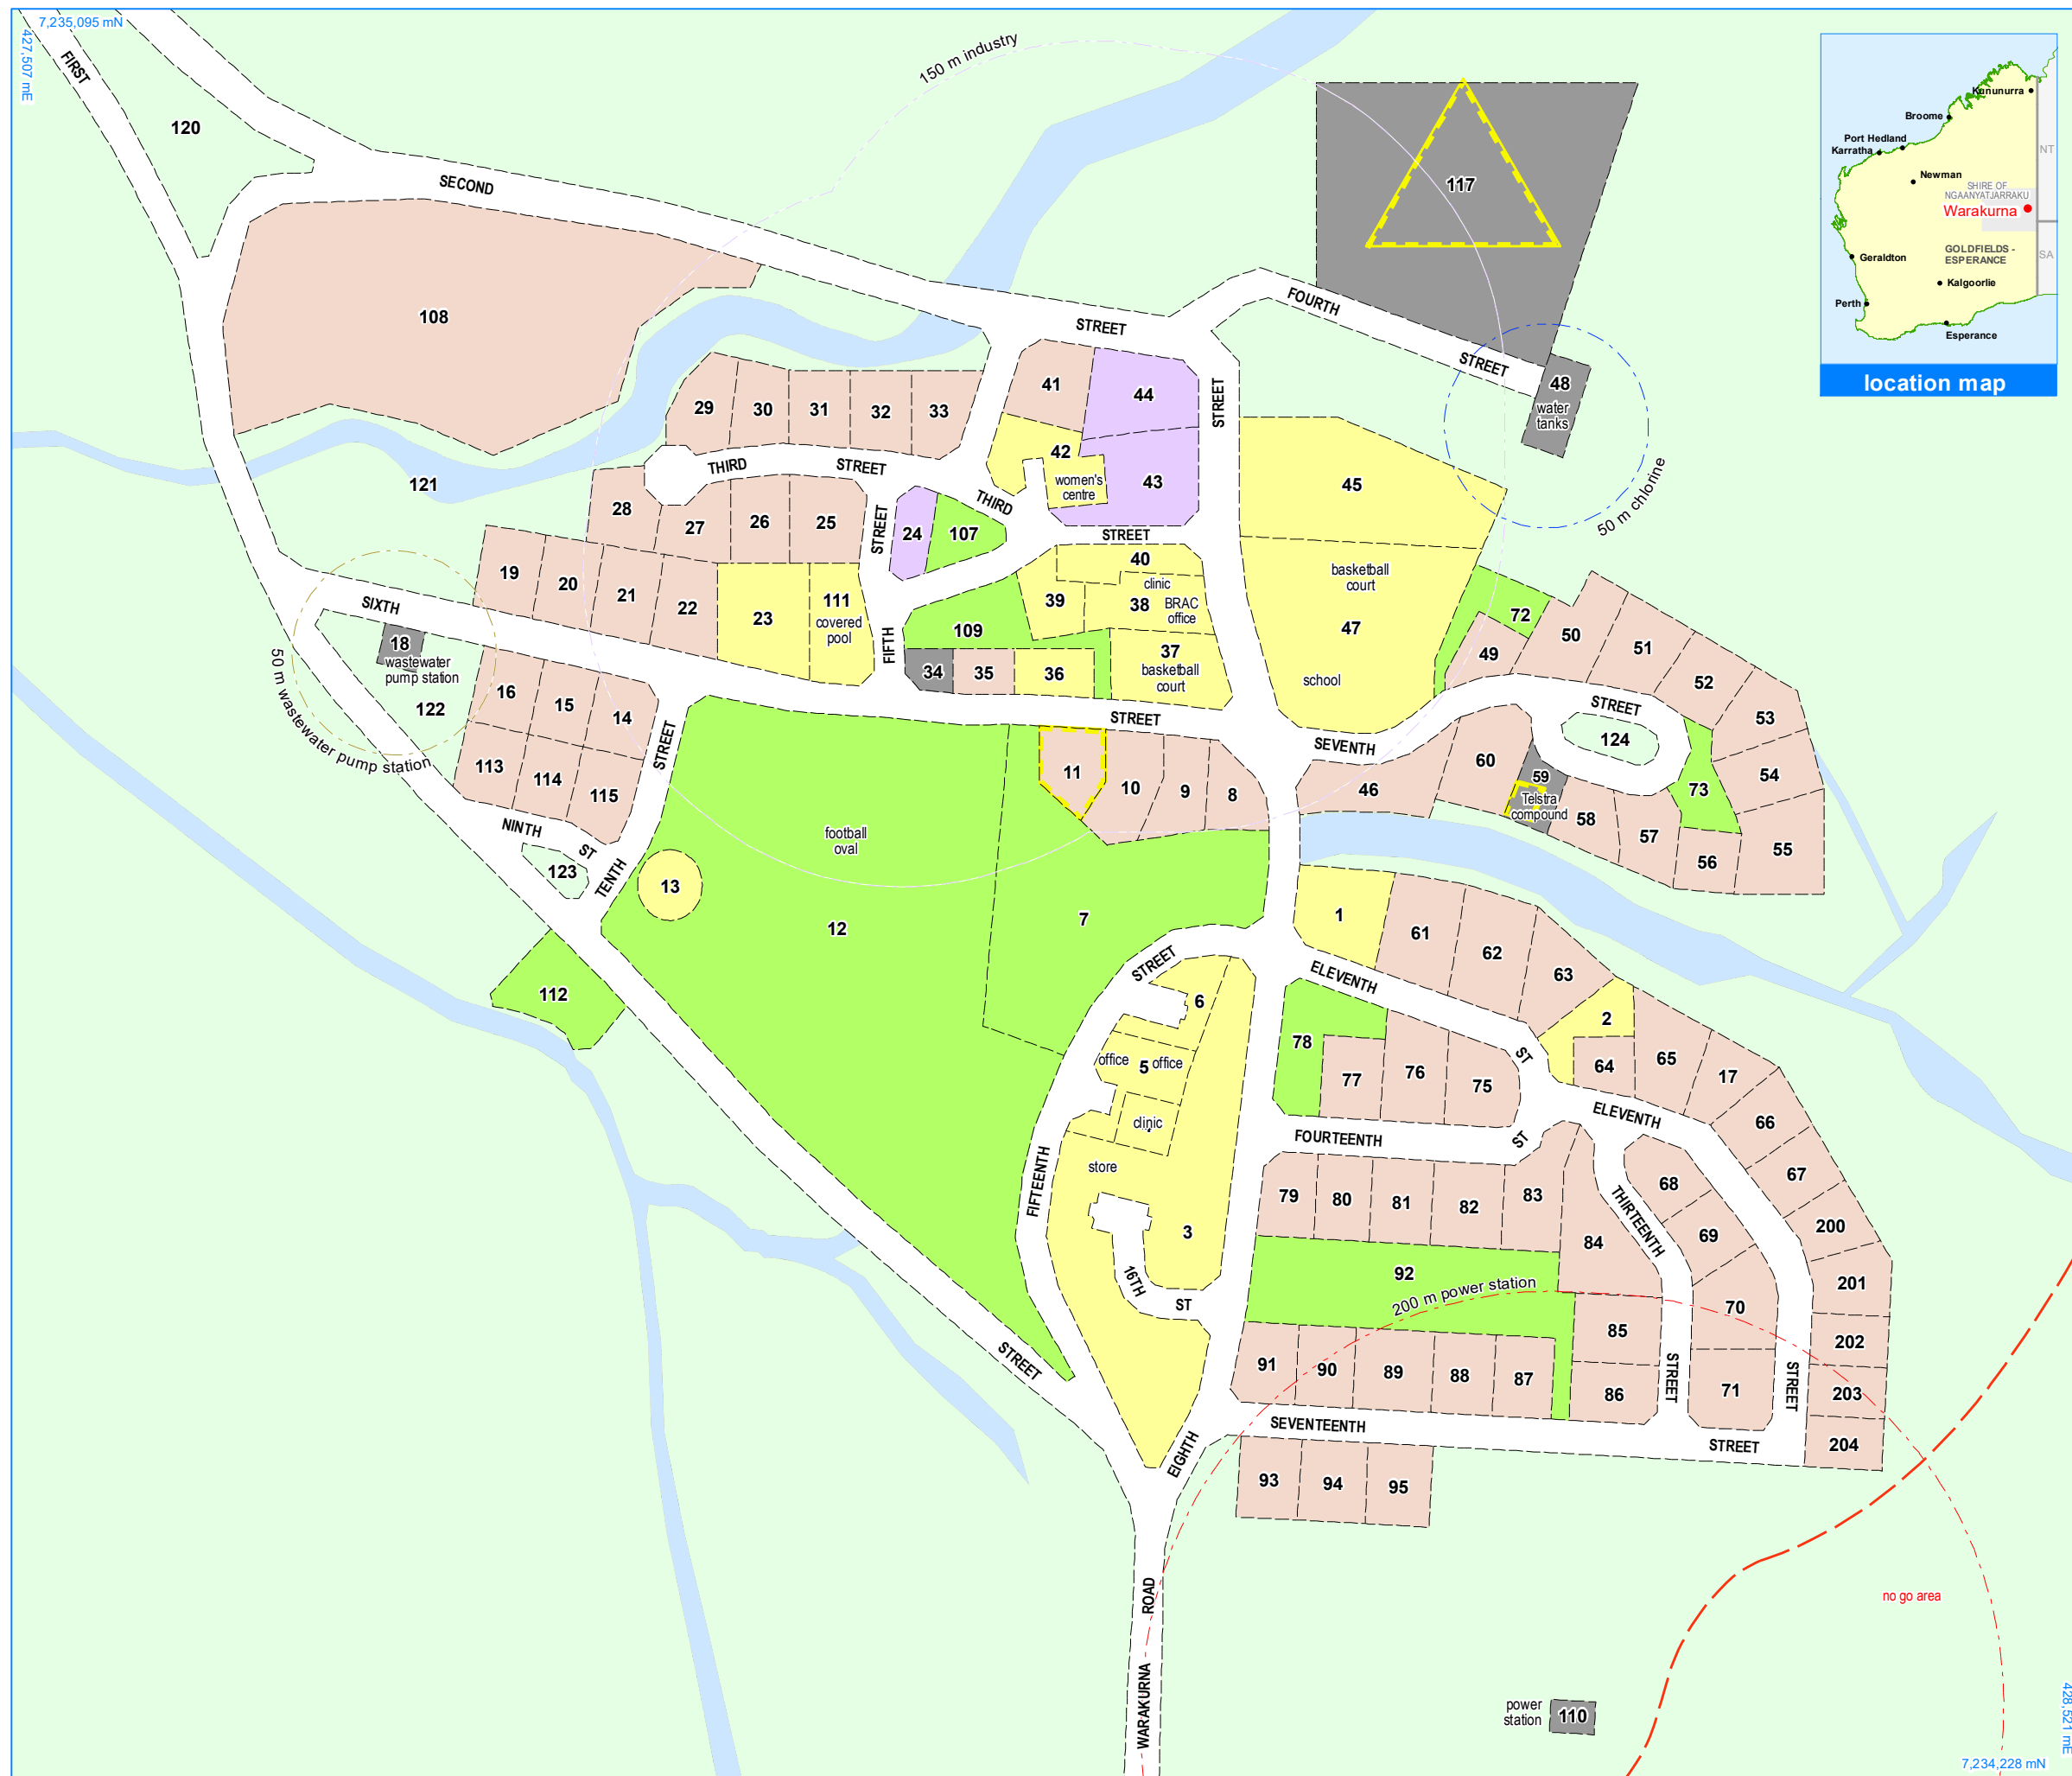 7,235,095 mN
427,507 mE
FIRST
120
SECOND
150 m industry
117
108
FOURTH
STREET
STREET
STREET
48
water
tanks
50 m chlorine
41
44
29
30
31
32
33
42
women's
centre
43
45
121
THIRD
STREET
THIRD
STREET
28
27
26
25
STREET
24
107
40
clinic
39
38
BRAC
office
basketball
court
47
school
19
20
21
22
23
111
covered
pool
SIXTH
FIFTH
109
34
35
36
37
basketball
court
72
49
50
51
52
53
54
55
18
wastewater
pump station
122
50 m wastewater pump station
16
15
14
113
114
115
STREET
STREET
SEVENTH
STREET
124
60
59
Telstra
compound
58
57
56
73
46
11
10
9
8
football
oval
NINTH
ST
123
TENTH
13
12
7
1
61
62
63
112
STREET
ELEVENTH
ST
6
2
78
office
5
office
77
76
75
64
65
17
clinic
66
ELEVENTH
FOURTEENTH
ST
store
67
FIFTEENTH
79
80
81
82
83
68
THIRTEENTH
69
200
3
84
16TH
ST
92
200 m power station
201
70
85
202
STREET
91
90
89
88
87
86
STREET
71
STREET
203
SEVENTEENTH
STREET
204
EIGHTH
93
94
95
ROAD
WARAKURNA
no go area
power
station
110
428,521 mE
7,234,228 mN
Kununurra
Broome
Port Hedland
Karratha
NT
Newman
SHIRE OF
NGAANYATJARRAKU
Warakurna
GOLDFIELDS -
ESPERANCE
SA
Geraldton
Kalgoorlie
Perth
Esperance
location map